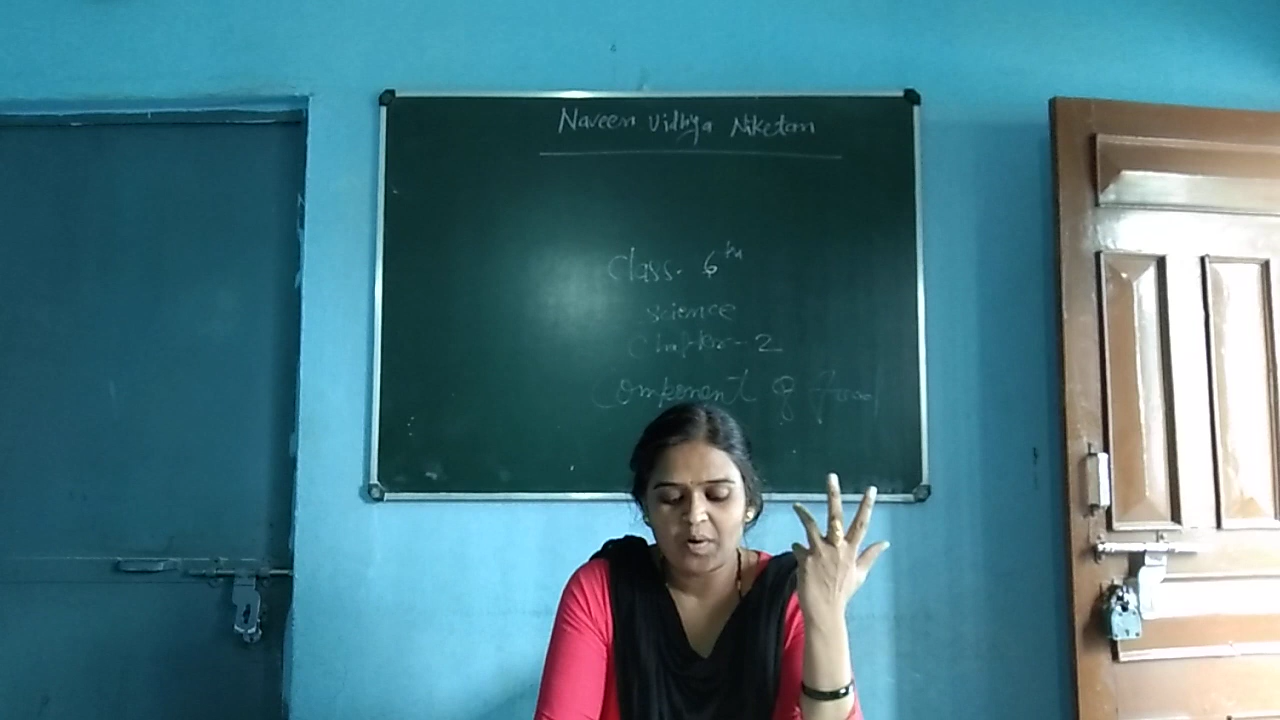 Naveen Vidhya Niketan
Class. 6th
Science
Chapter-2
Component of Food